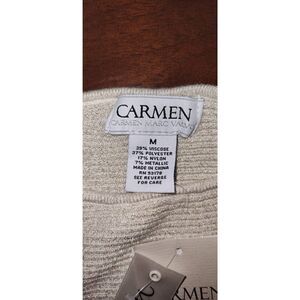 CARMEN
CARMEN MARC VALVO
M
39% VISCOSE
37% POLYESTER
17% NYLON
7% METALLIC
MADE IN CHINA
RN 93178
SEE REVERSE
FOR CARE